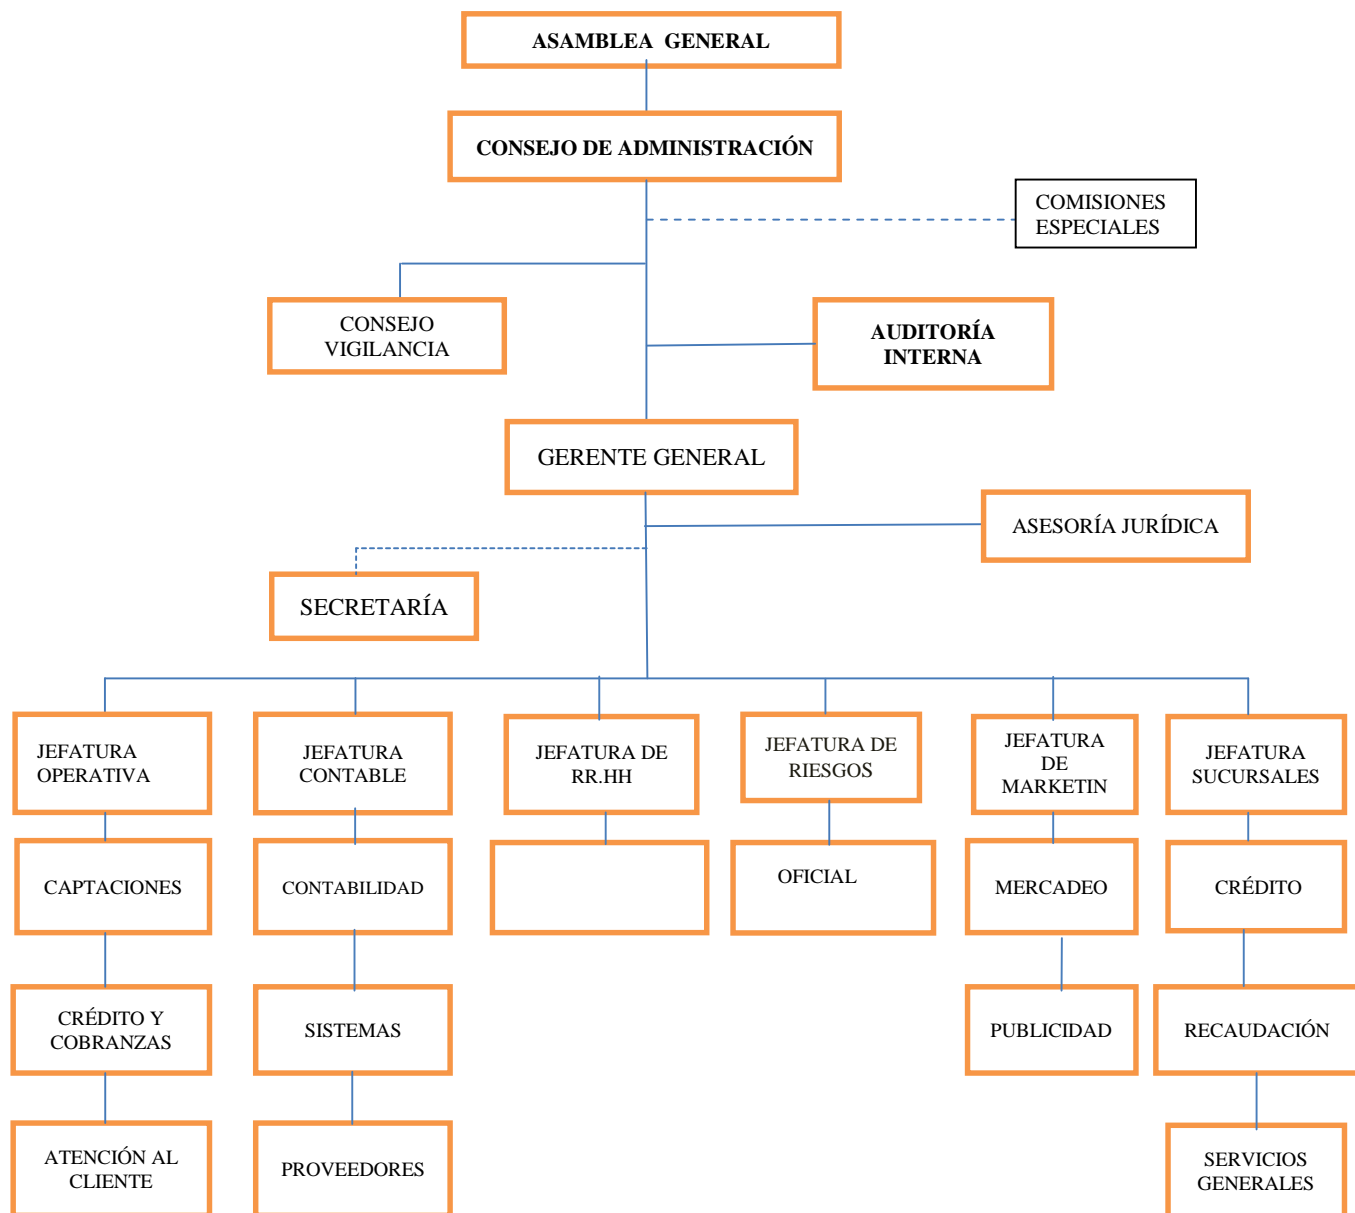 ASAMBLEA GENERAL
CONSEJO DE ADMINISTRACIÓN
COMISIONES
ESPECIALES
CONSEJO
VIGILANCIA
AUDITORÍA
INTERNA
GERENTE GENERAL
ASESORÍA JURÍDICA
SECRETARÍA
JEFATURA
OPERATIVA
JEFATURA
CONTABLE
JEFATURA DE
RR.HH
JEFATURA DE
RIESGOS
JEFATURA
DE
MARKETIN
JEFATURA
SUCURSALES
CAPTACIONES
CONTABILIDAD
OFICIAL
MERCADEO
CRÉDITO
CRÉDITO Y
COBRANZAS
SISTEMAS
PUBLICIDAD
RECAUDACIÓN
ATENCIÓN AL
CLIENTE
PROVEEDORES
SERVICIOS
GENERALES